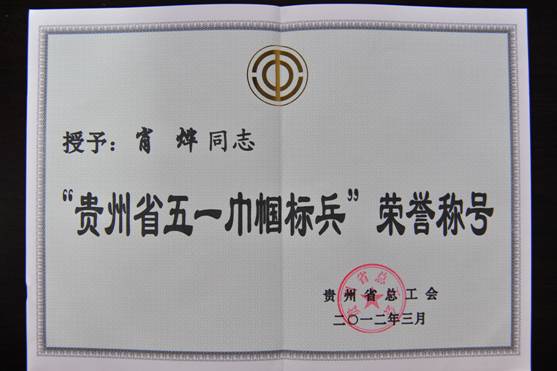 授予：肖烨同志
“贵州省五一巾帼标兵”荣誉称号
贵州省总工会
二〇一二年三月